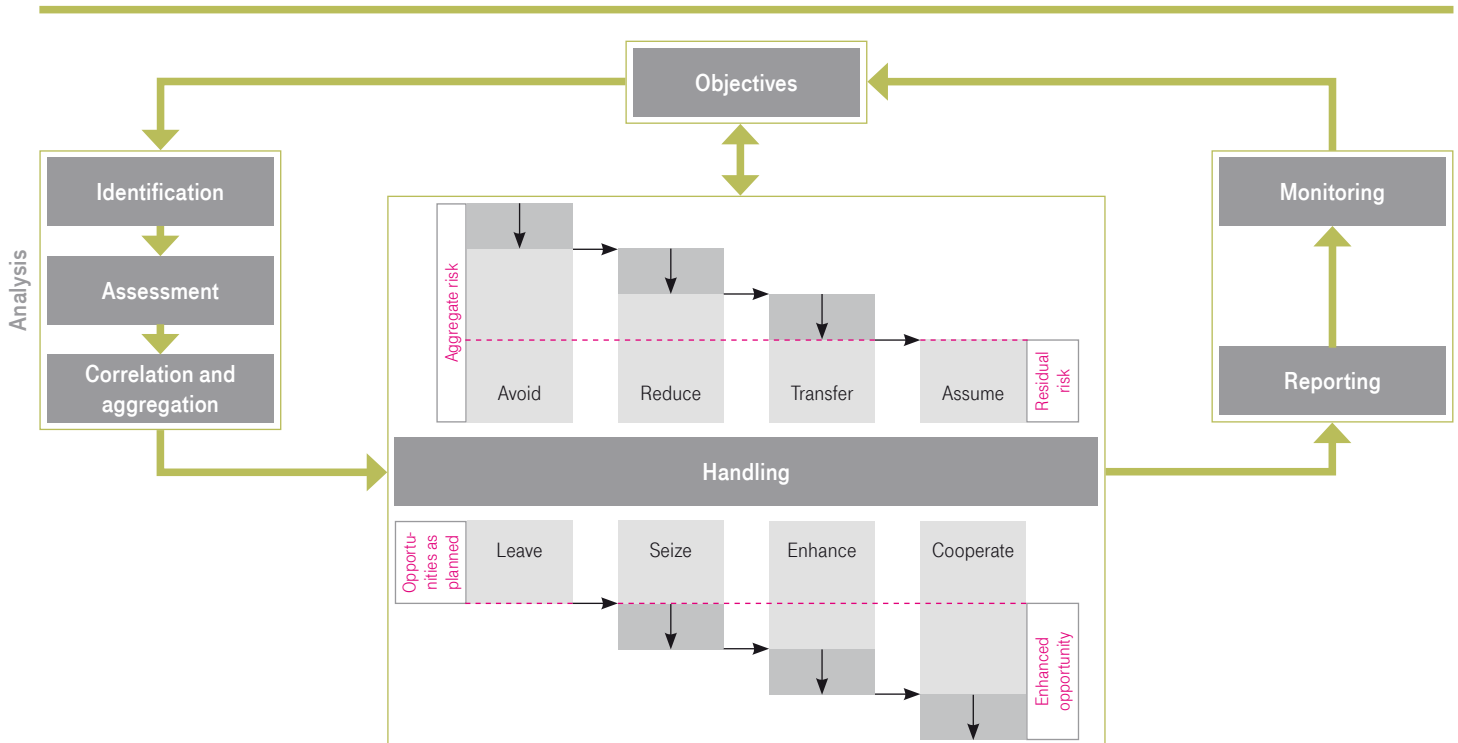 Objectives
Analysis
Identification
Assessment
Correlation and
aggregation
Aggregate risk
Avoid
Reduce
Transfer
Assume
Residual
risk
Monitoring
Reporting
Handling
Opportu-
nities as
planned
Leave
Seize
Enhance
Cooperate
Enhanced
opportunity